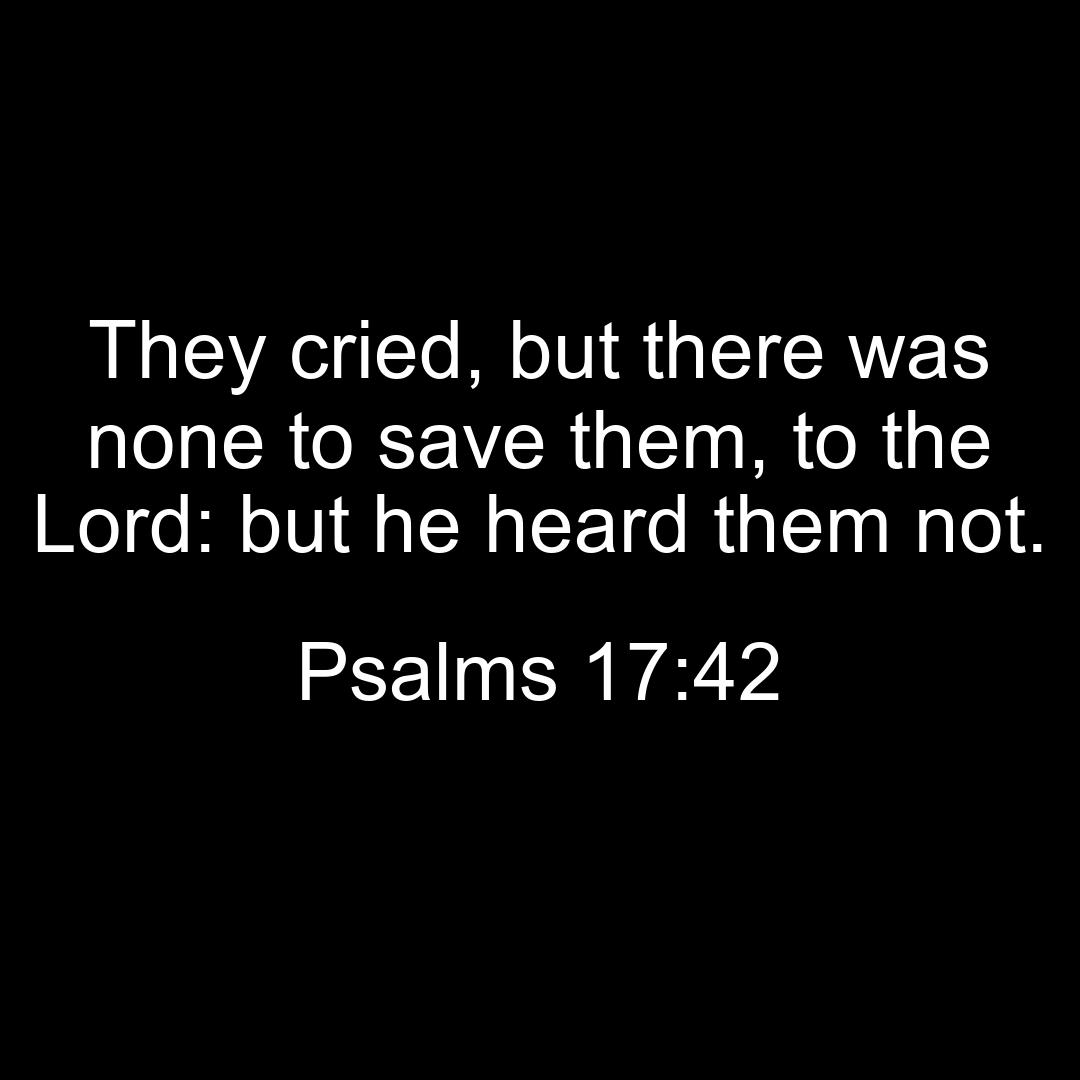 They cried, but there was
none to save them, to the
Lord: but he heard them not.
Psalms 17:42